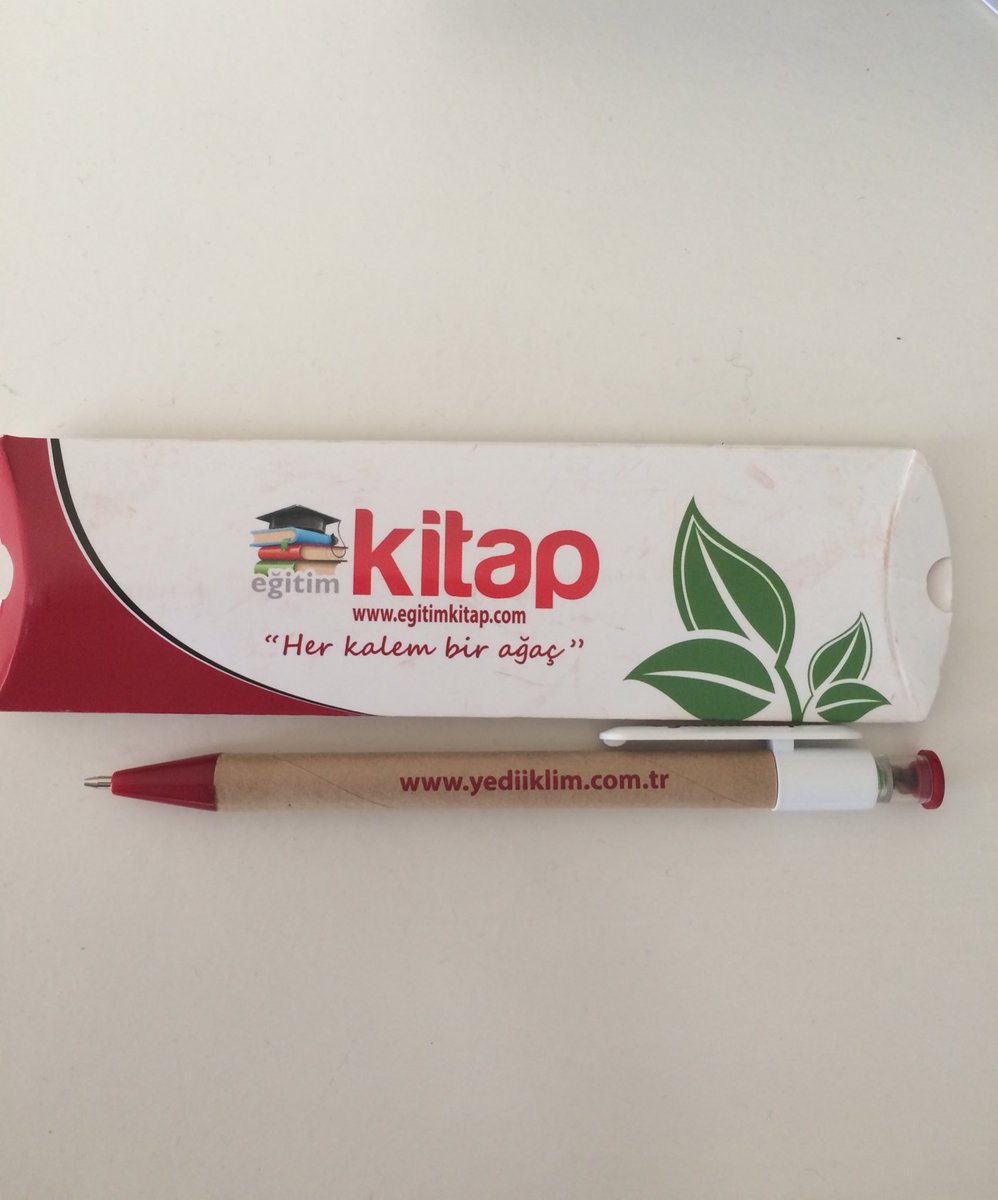 eğitim kitap
www.egitimkitap.com
“Her kalem bir ağaç”
www.yediiklim.com.tr